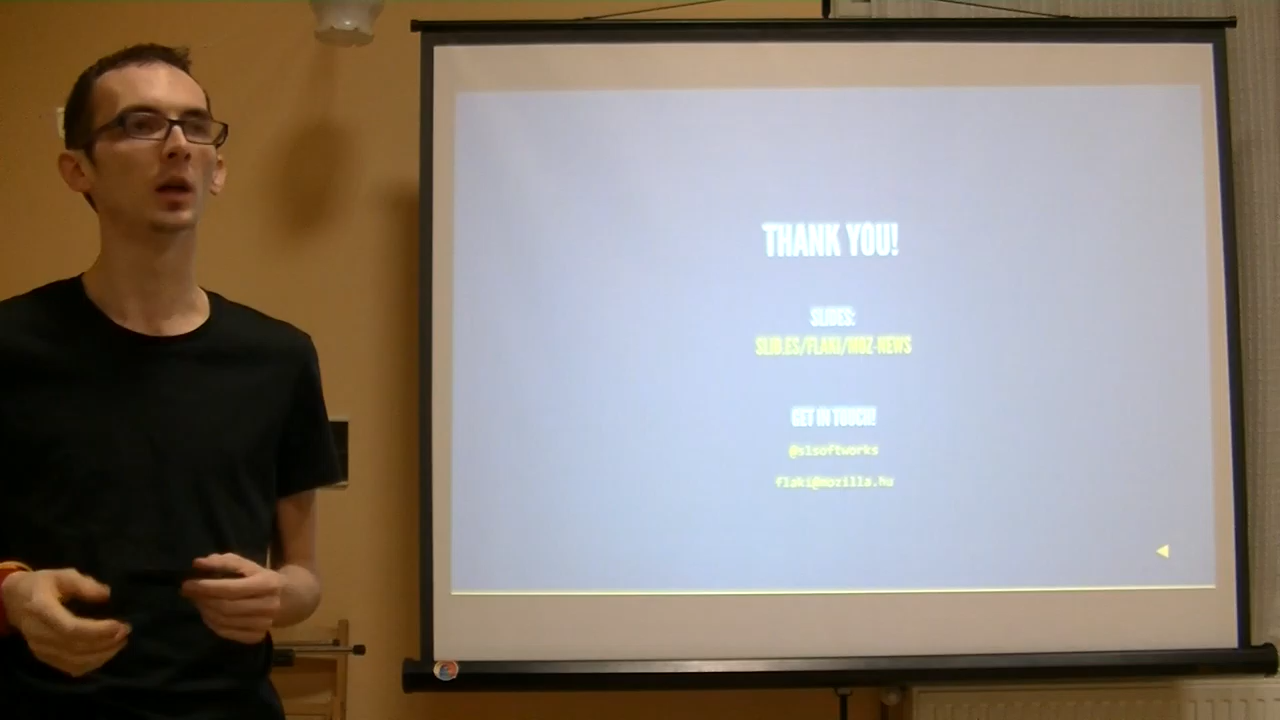 THANK YOU!
SLIDES:
SLID.ES/FLAKI/MOZ-NEWS
GET IN TOUCH!
@slsoftworks
flaki@mozilla.hu